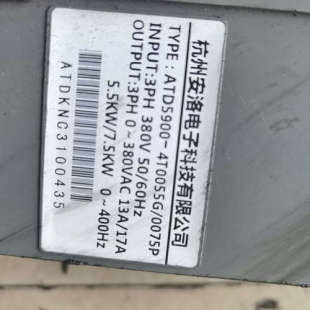 杭州安洛电子科技有限公司
TYPE：ATD5900-4T0055G/0075P
INPUT:3PH 380V 50/60Hz
OUTPUT:3PH 0～380VAC 13A/17A
5.5KW/7.5KW 0～400Hz
ATDKNC3100435